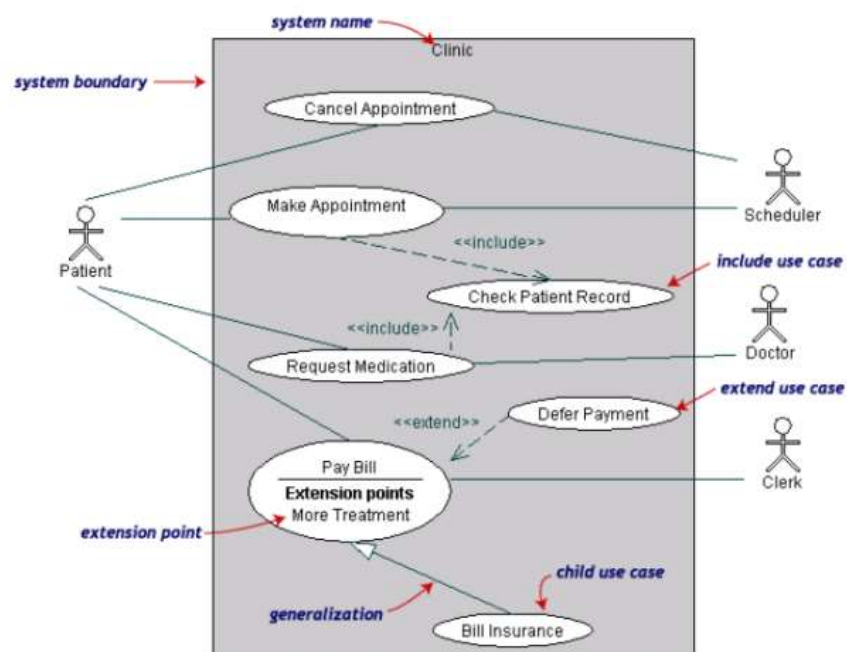 system name
Clinic
system boundary
Cancel Appointment
Make Appointment
Scheduler
<<include>>
Patient
include use case
Check Patient Record
<<include>>
Doctor
Request Medication
extend use case
Defer Payment
<<extend>>
Pay Bill
Clerk
Extension points
More Treatment
extension point
child use case
generalization
Bill Insurance